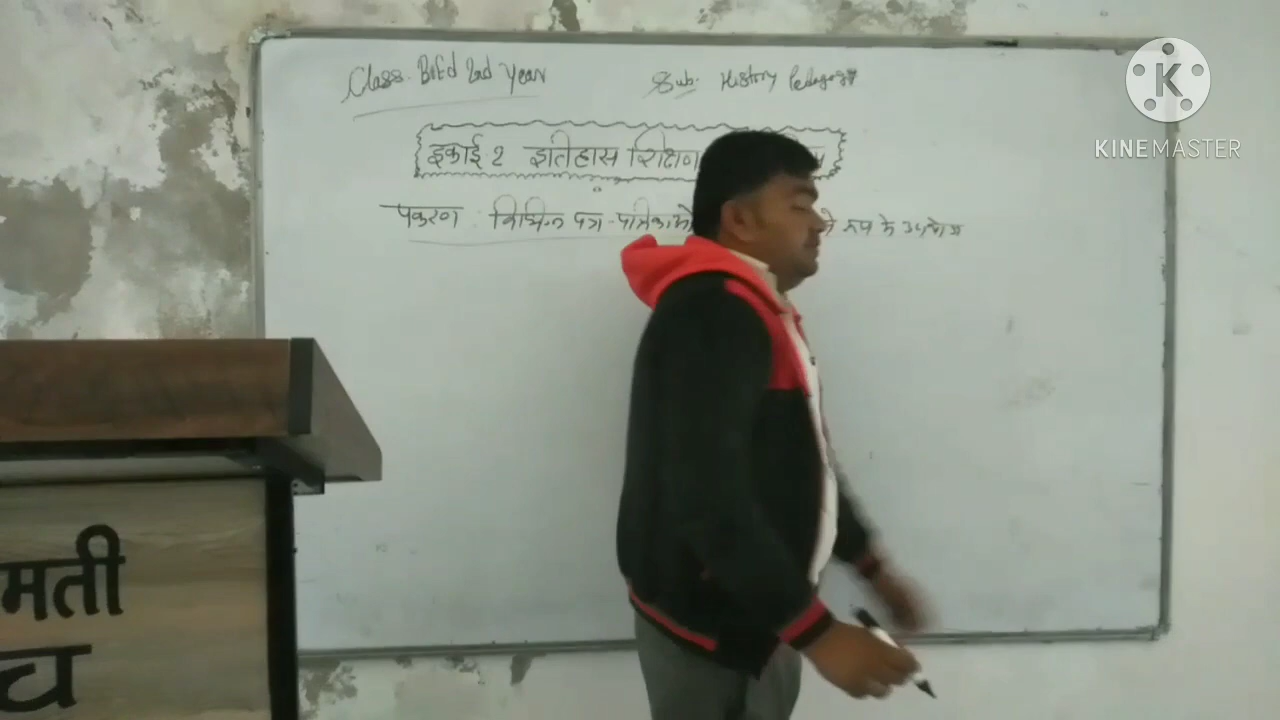 Class. B.Ed 2nd Year Sub: History Pedagogy
इकाई 2 इतिहास शिक्षण
प्रकरण : विभिन्न पत्र-पत्रिकाओं के रूप में उपयोग
KINEMASTER
मती
च